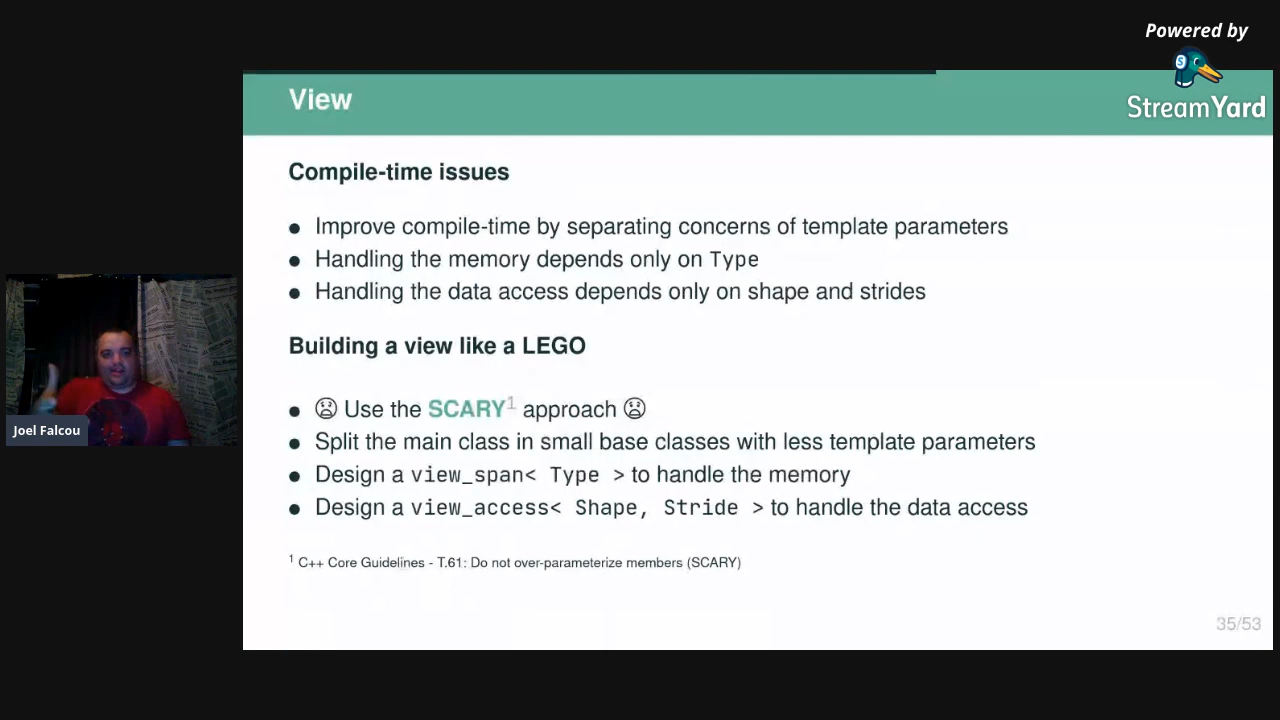 Powered by
StreamYard
View
Compile-time issues
● Improve compile-time by separating concerns of template parameters
● Handling the memory depends only on Type
● Handling the data access depends only on shape and strides
Building a view like a LEGO
● 😧 Use the SCARY¹ approach 😧
● Split the main class in small base classes with less template parameters
● Design a view_span< Type > to handle the memory
● Design a view_access< Shape, Stride > to handle the data access
¹ C++ Core Guidelines - T.61: Do not over-parameterize members (SCARY)
35/53
Joel Falcou